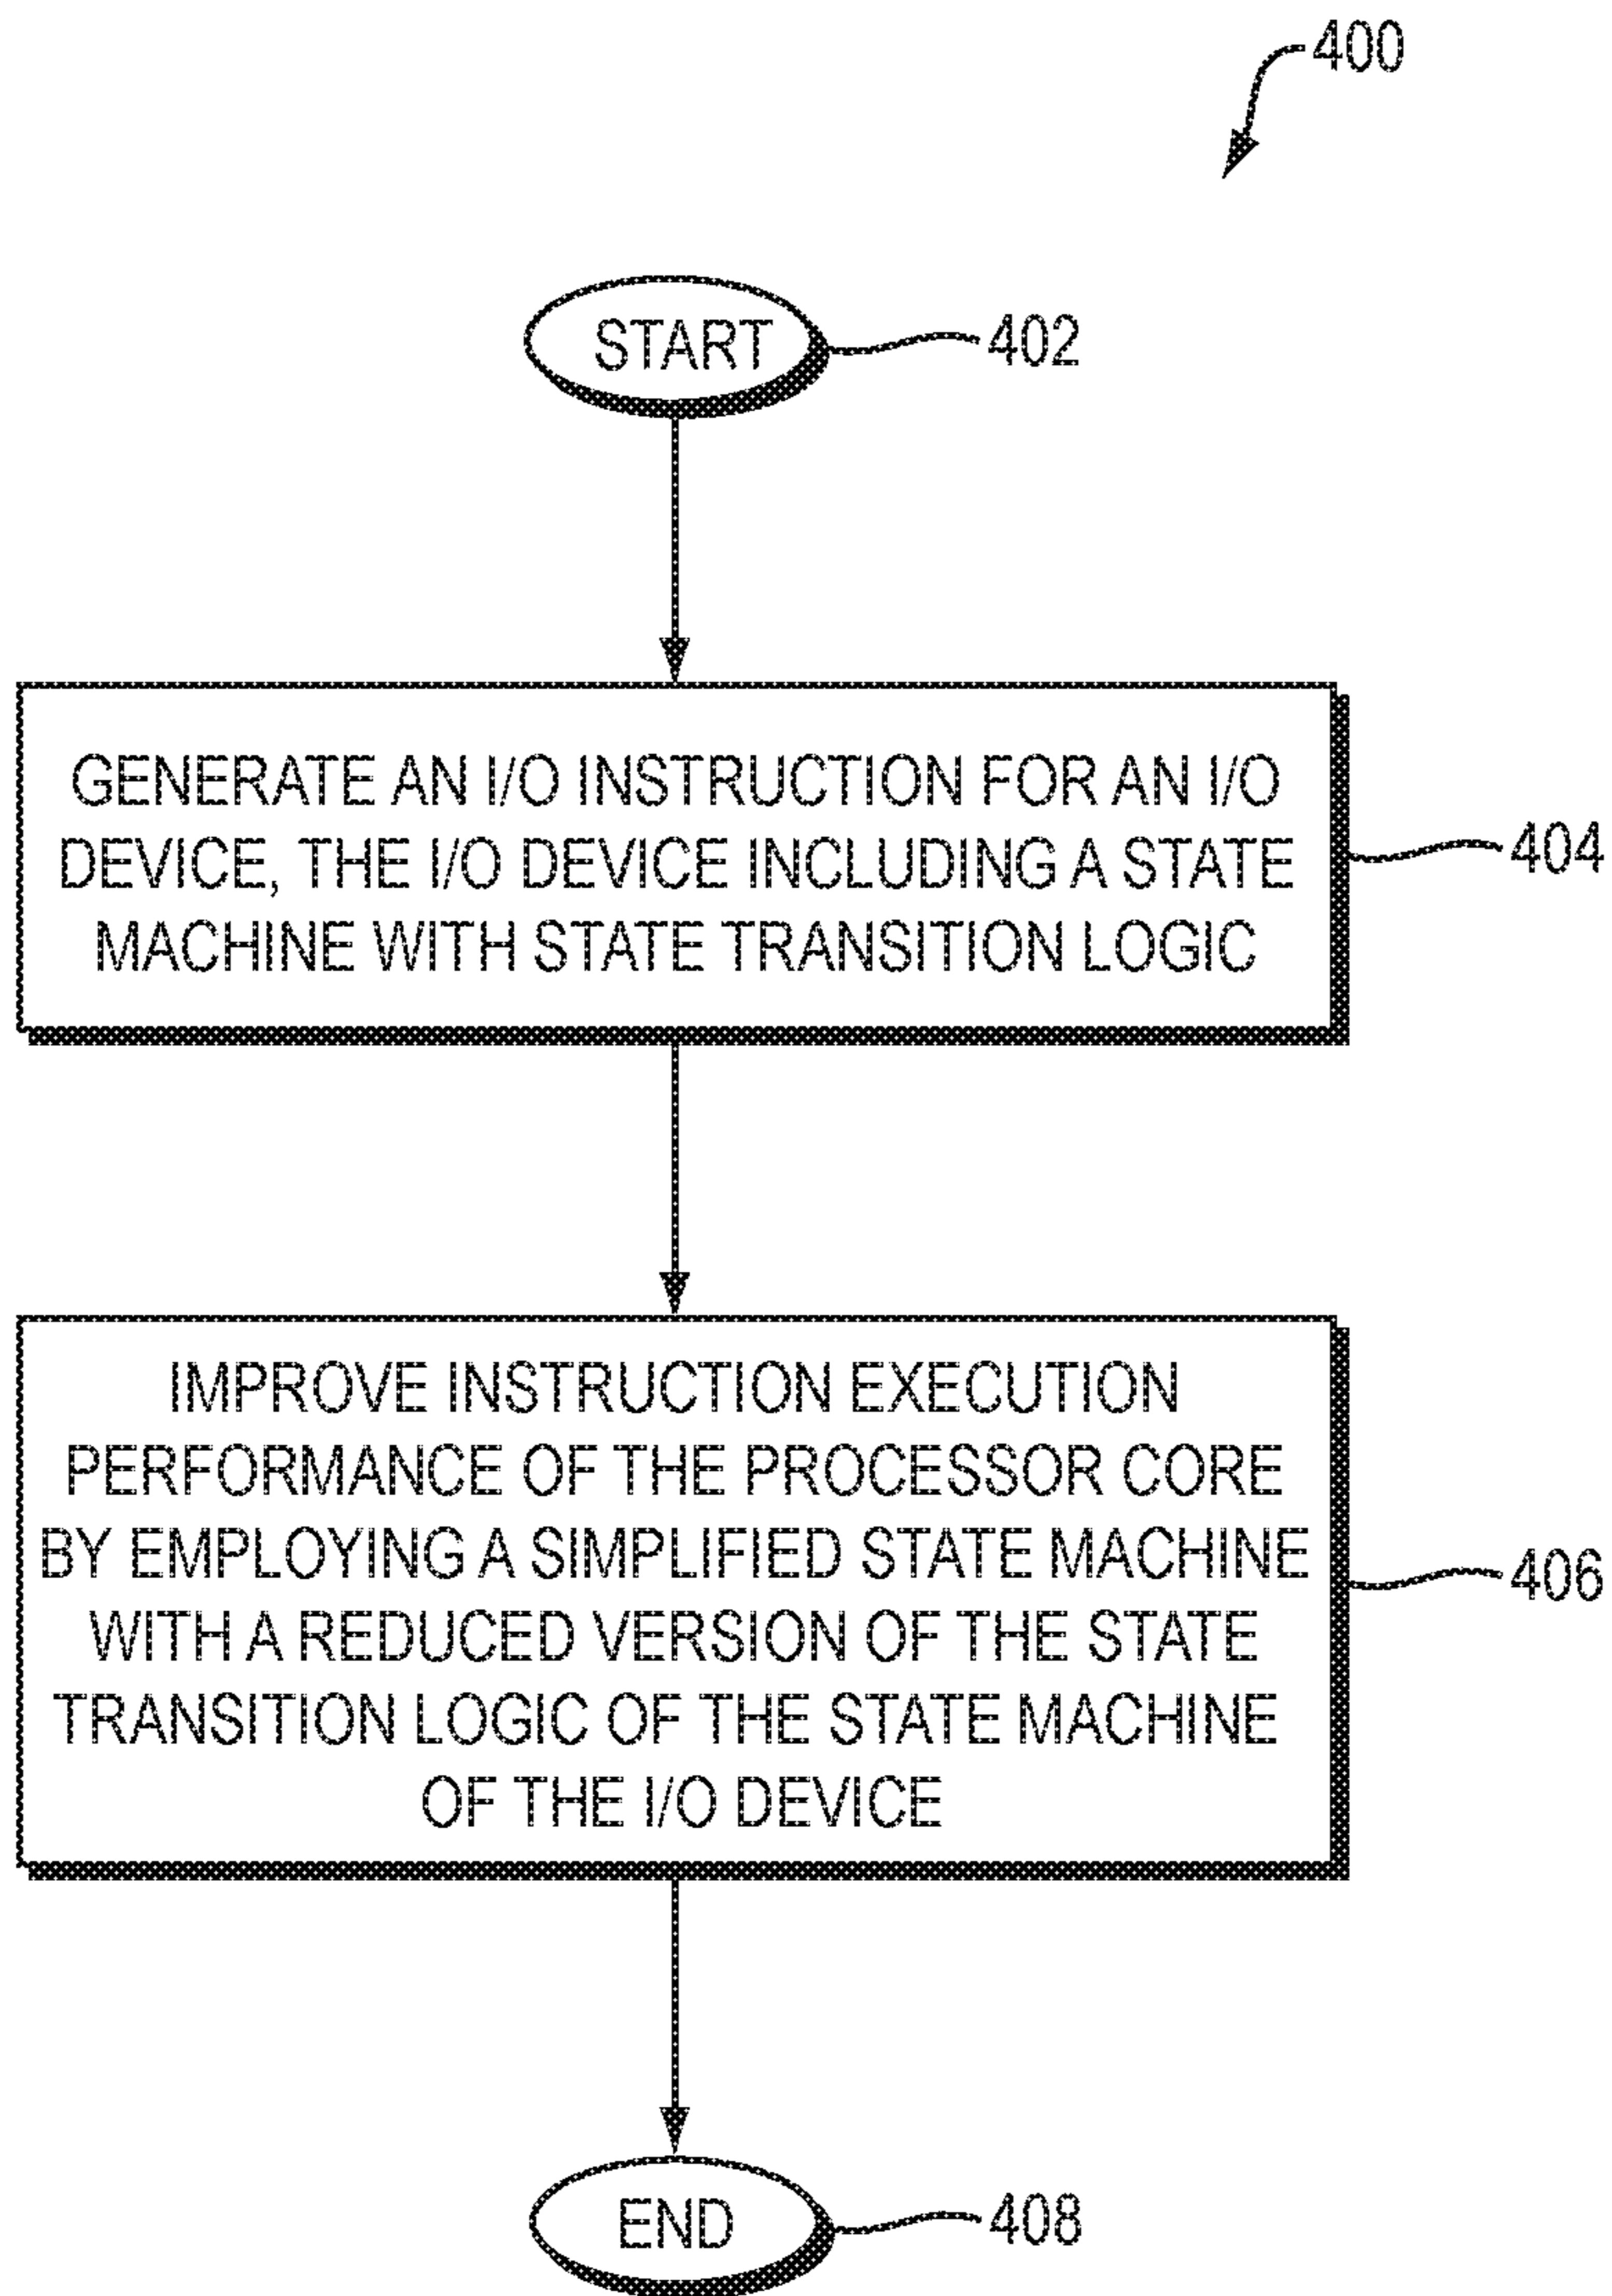 400
START
402
GENERATE AN I/O INSTRUCTION FOR AN I/O
DEVICE, THE I/O DEVICE INCLUDING A STATE
MACHINE WITH STATE TRANSITION LOGIC
404
IMPROVE INSTRUCTION EXECUTION
PERFORMANCE OF THE PROCESSOR CORE
BY EMPLOYING A SIMPLIFIED STATE MACHINE
WITH A REDUCED VERSION OF THE STATE
TRANSITION LOGIC OF THE STATE MACHINE
OF THE I/O DEVICE
406
END
408